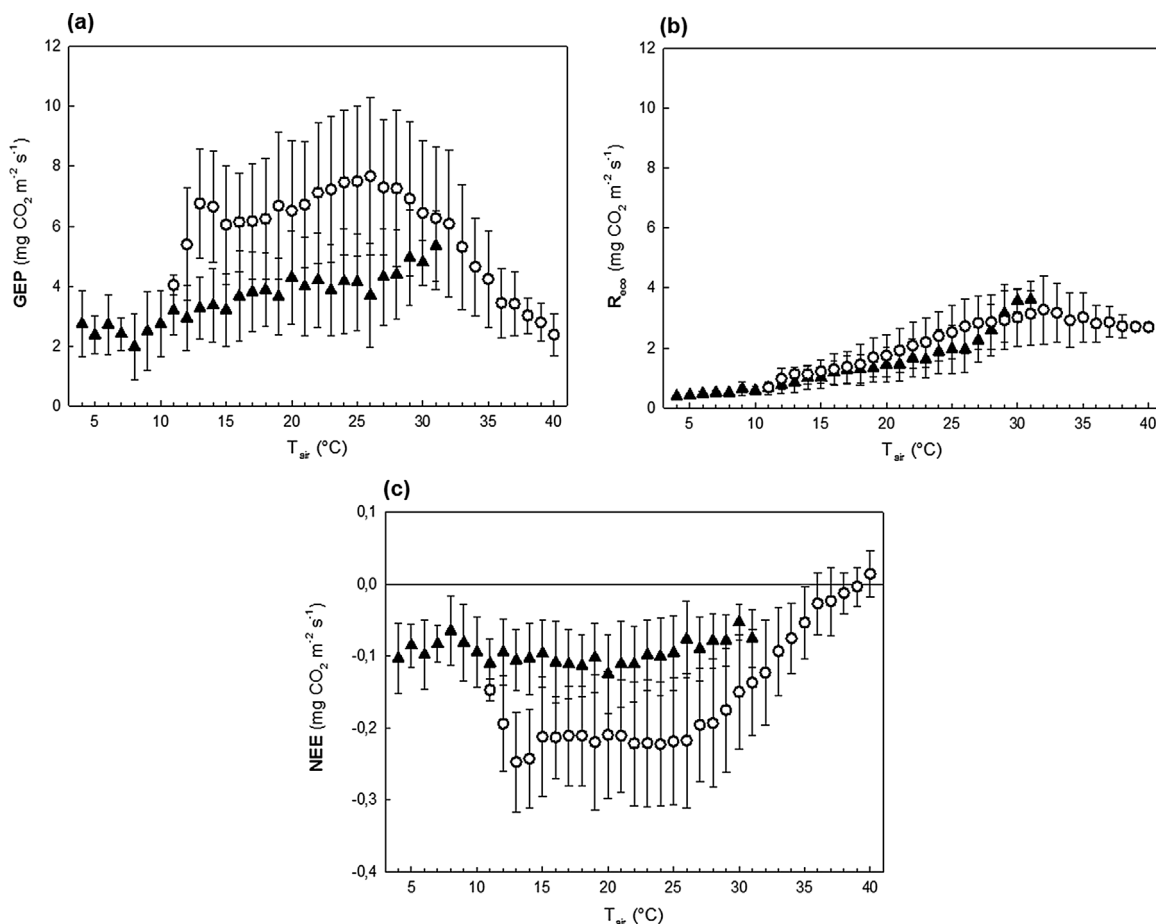 (a)
12
10
8
6
4
2
0
GEP (mg CO2 m-2 s-1)
5 10 15 20 25 30 35 40
Tair (°C)
(b)
12
10
8
6
4
2
0
Reco (mg CO2 m-2 s-1)
5 10 15 20 25 30 35 40
Tair (°C)
(c)
0,1
0,0
-0,1
-0,2
-0,3
-0,4
NEE (mg CO2 m-2 s-1)
5 10 15 20 25 30 35 40
Tair (°C)